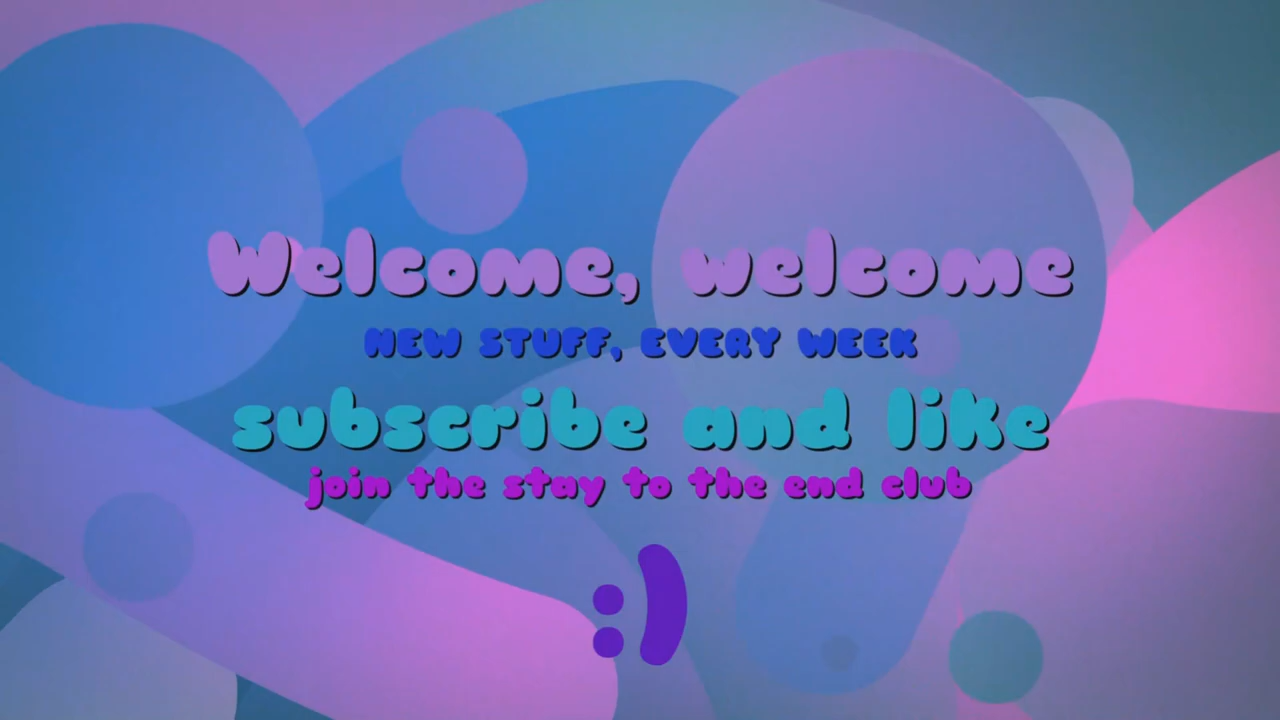 Welcome, welcome
NEW STUFF, EVERY WEEK
subscribe and like
join the stay to the end club
:)